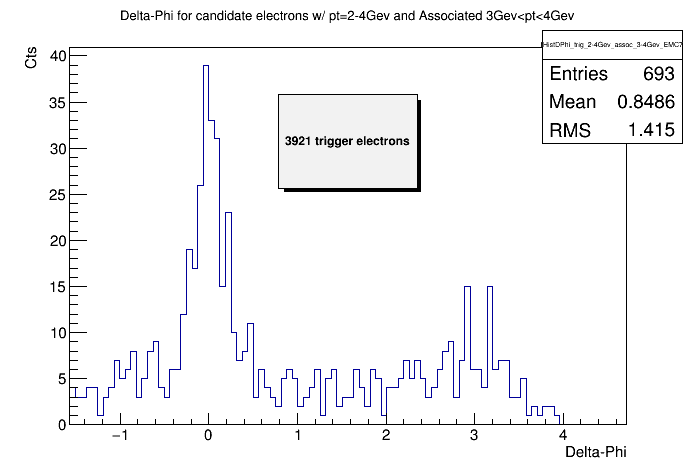 Delta-Phi for candidate electrons w/ pt=2-4Gev and Associated 3Gev<pt<4Gev
HistDPhi_trig_2-4Gev_assoc_3-4Gev_EMC7
Entries 693
Mean 0.8486
RMS 1.415
3921 trigger electrons
Cts
40
35
30
25
20
15
10
5
0
−1 0 1 2 3 4
Delta-Phi